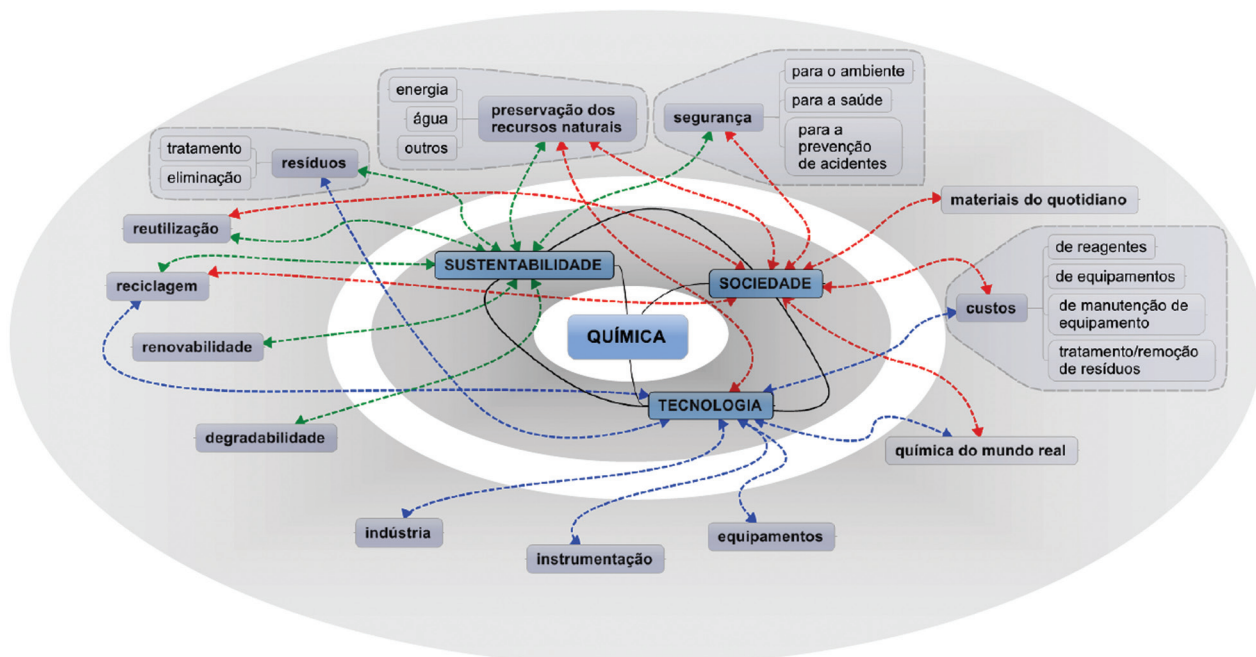 energia
água
outros
preservação dos
recursos naturais
segurança
para o ambiente
para a saúde
para a
prevenção
de acidentes
tratamento
eliminação
resíduos
materiais do quotidiano
reutilização
reciclagem
renovabilidade
degradabilidade
SUSTENTABILIDADE
SOCIEDADE
QUÍMICA
TECNOLOGIA
custos
de reagentes
de equipamentos
de manutenção de
equipamento
tratamento/remoção
de resíduos
química do mundo real
indústria
instrumentação
equipamentos